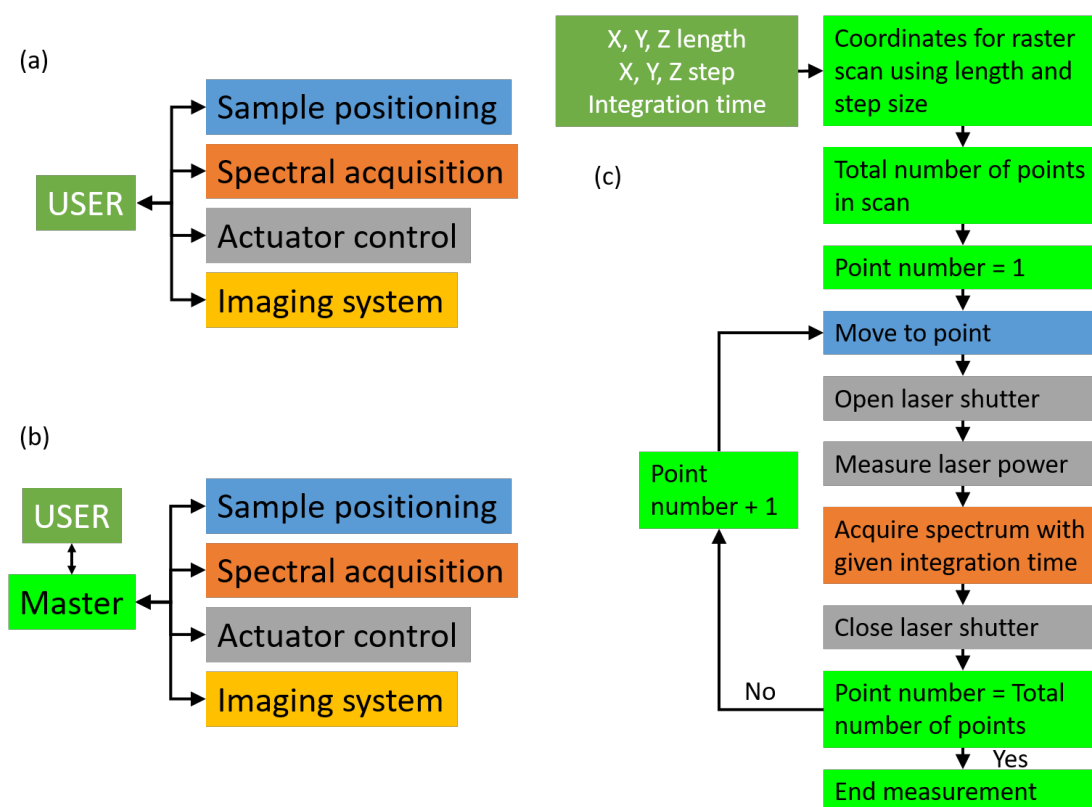 (a)
Sample positioning
Spectral acquisition
USER
Actuator control
Imaging system
(b)
USER
Master
Sample positioning
Spectral acquisition
Actuator control
Imaging system
(c)
X, Y, Z length
X, Y, Z step
Integration time
Coordinates for raster
scan using length and
step size
Total number of points
in scan
Point number = 1
Move to point
Open laser shutter
Measure laser power
Acquire spectrum with
given integration time
Close laser shutter
Point number = Total
number of points
No
Point
number + 1
Yes
End measurement